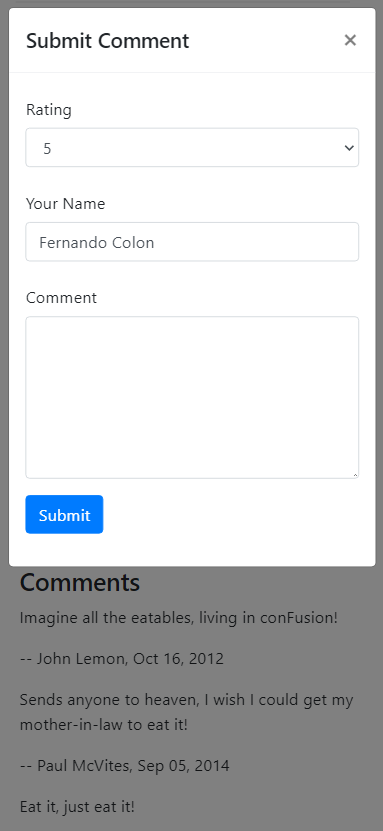 Submit Comment ×
Rating
5
Your Name
Fernando Colon
Comment
Submit
Comments
Imagine all the eatables, living in conFusion!
-- John Lemon, Oct 16, 2012
Sends anyone to heaven, I wish I could get my
mother-in-law to eat it!
-- Paul McVites, Sep 05, 2014
Eat it, just eat it!